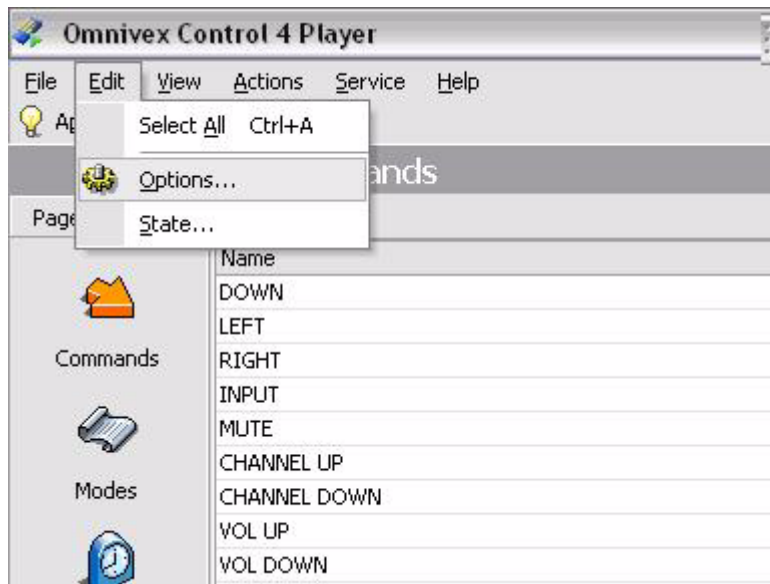 Omnivex Control 4 Player
File Edit View Actions Service Help
Select All Ctrl+A
Options...
State...
Name
Commands
Modes
DOWN
LEFT
RIGHT
INPUT
MUTE
CHANNEL UP
CHANNEL DOWN
VOL UP
VOL DOWN